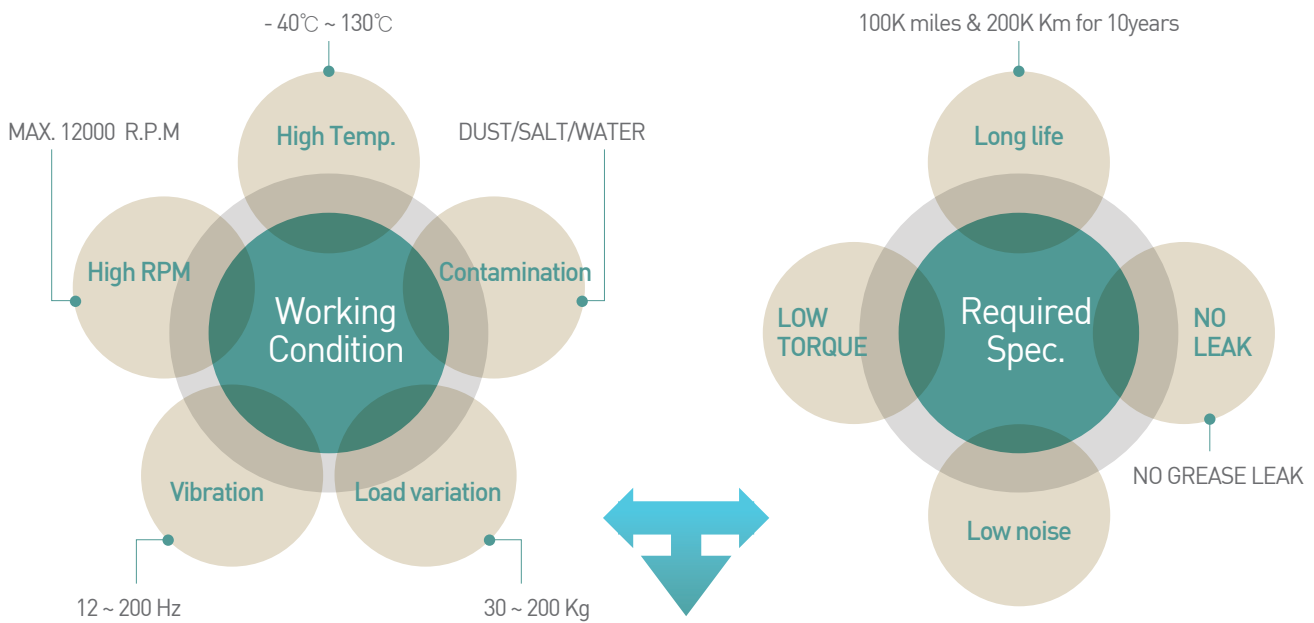 - 40℃ ~ 130℃
MAX. 12000 R.P.M
High Temp.
DUST/SALT/WATER
High RPM
Contamination
Working
Condition
Vibration
Load variation
12 ~ 200 Hz
30 ~ 200 Kg
100K miles & 200K Km for 10years
Long life
LOW
TORQUE
Required
Spec.
NO
LEAK
NO GREASE LEAK
Low noise